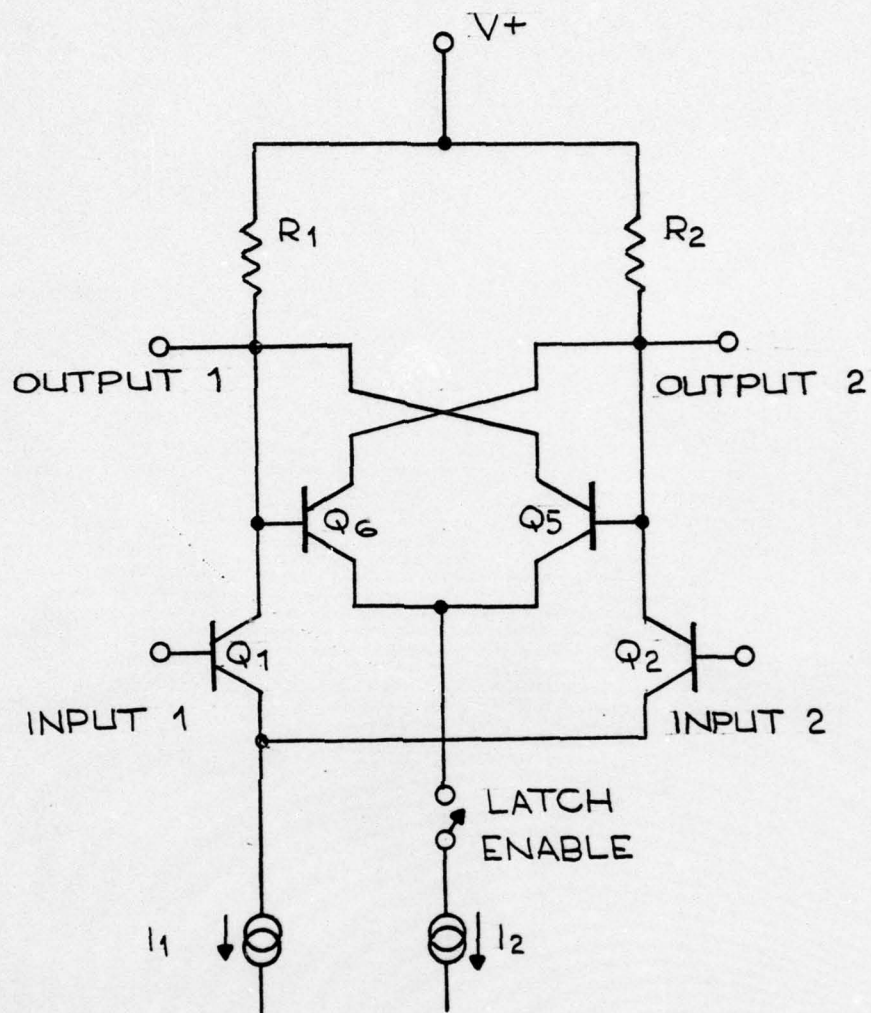 V+
R1
R2
OUTPUT 1
OUTPUT 2
Q6
Q5
Q1
Q2
INPUT 1
INPUT 2
LATCH
ENABLE
I1
I2